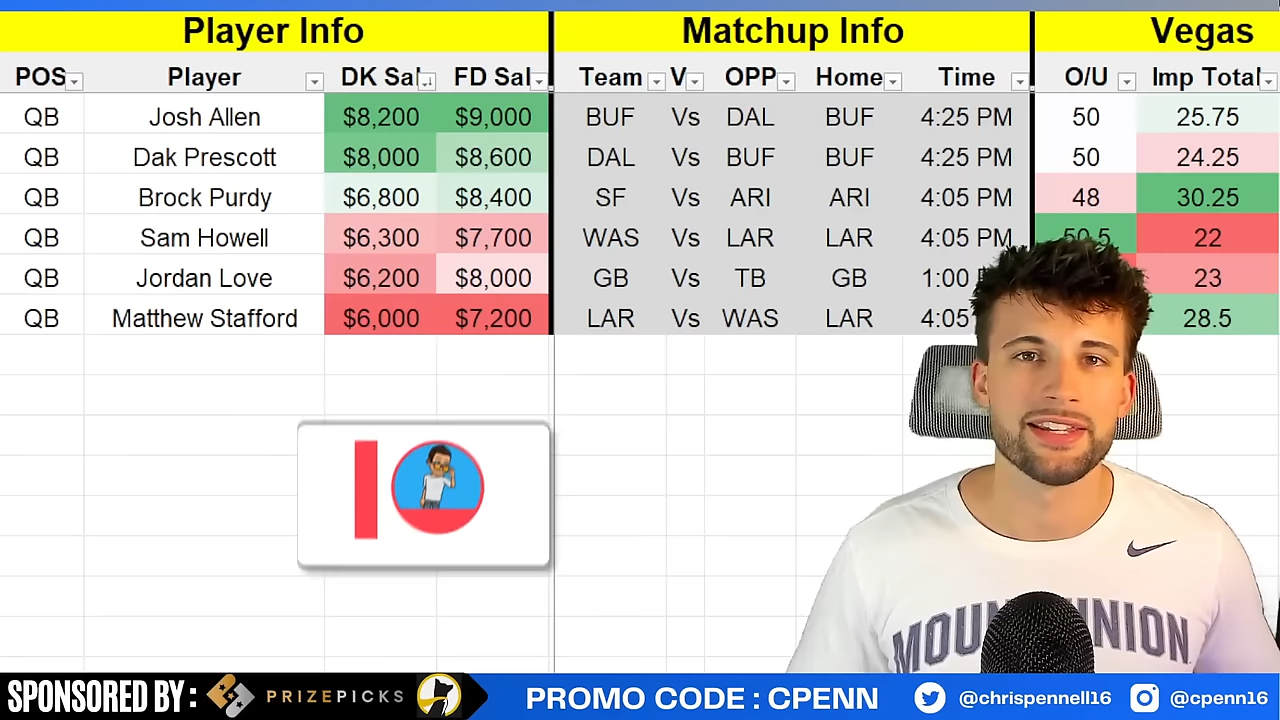 Player Info Matchup Info Vegas
POS Player DK Sal FD Sal Team V OPP Home Time O/U Imp Total
QB Josh Allen $8,200 $9,000 BUF Vs DAL BUF 4:25 PM 50 25.75
QB Dak Prescott $8,000 $8,600 DAL Vs BUF BUF 4:25 PM 50 24.25
QB Brock Purdy $6,800 $8,400 SF Vs ARI ARI 4:05 PM 48 30.25
QB Sam Howell $6,300 $7,700 WAS Vs LAR LAR 4:05 PM 50.5 22
QB Jordan Love $6,200 $8,000 GB Vs TB GB 1:00 23
QB Matthew Stafford $6,000 $7,200 LAR Vs WAS LAR 4:05 28.5
MOUNT UNION
SPONSORED BY : PRIZEPICKS PROMO CODE : CPENN @chrispennell16 @cpenn16